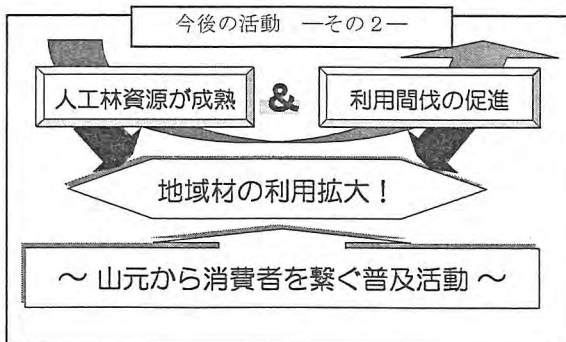 今後の活動 ―その2―
人工林資源が成熟
&
利用間伐の促進
地域材の利用拡大!
～ 山元から消費者を繋ぐ普及活動 ～